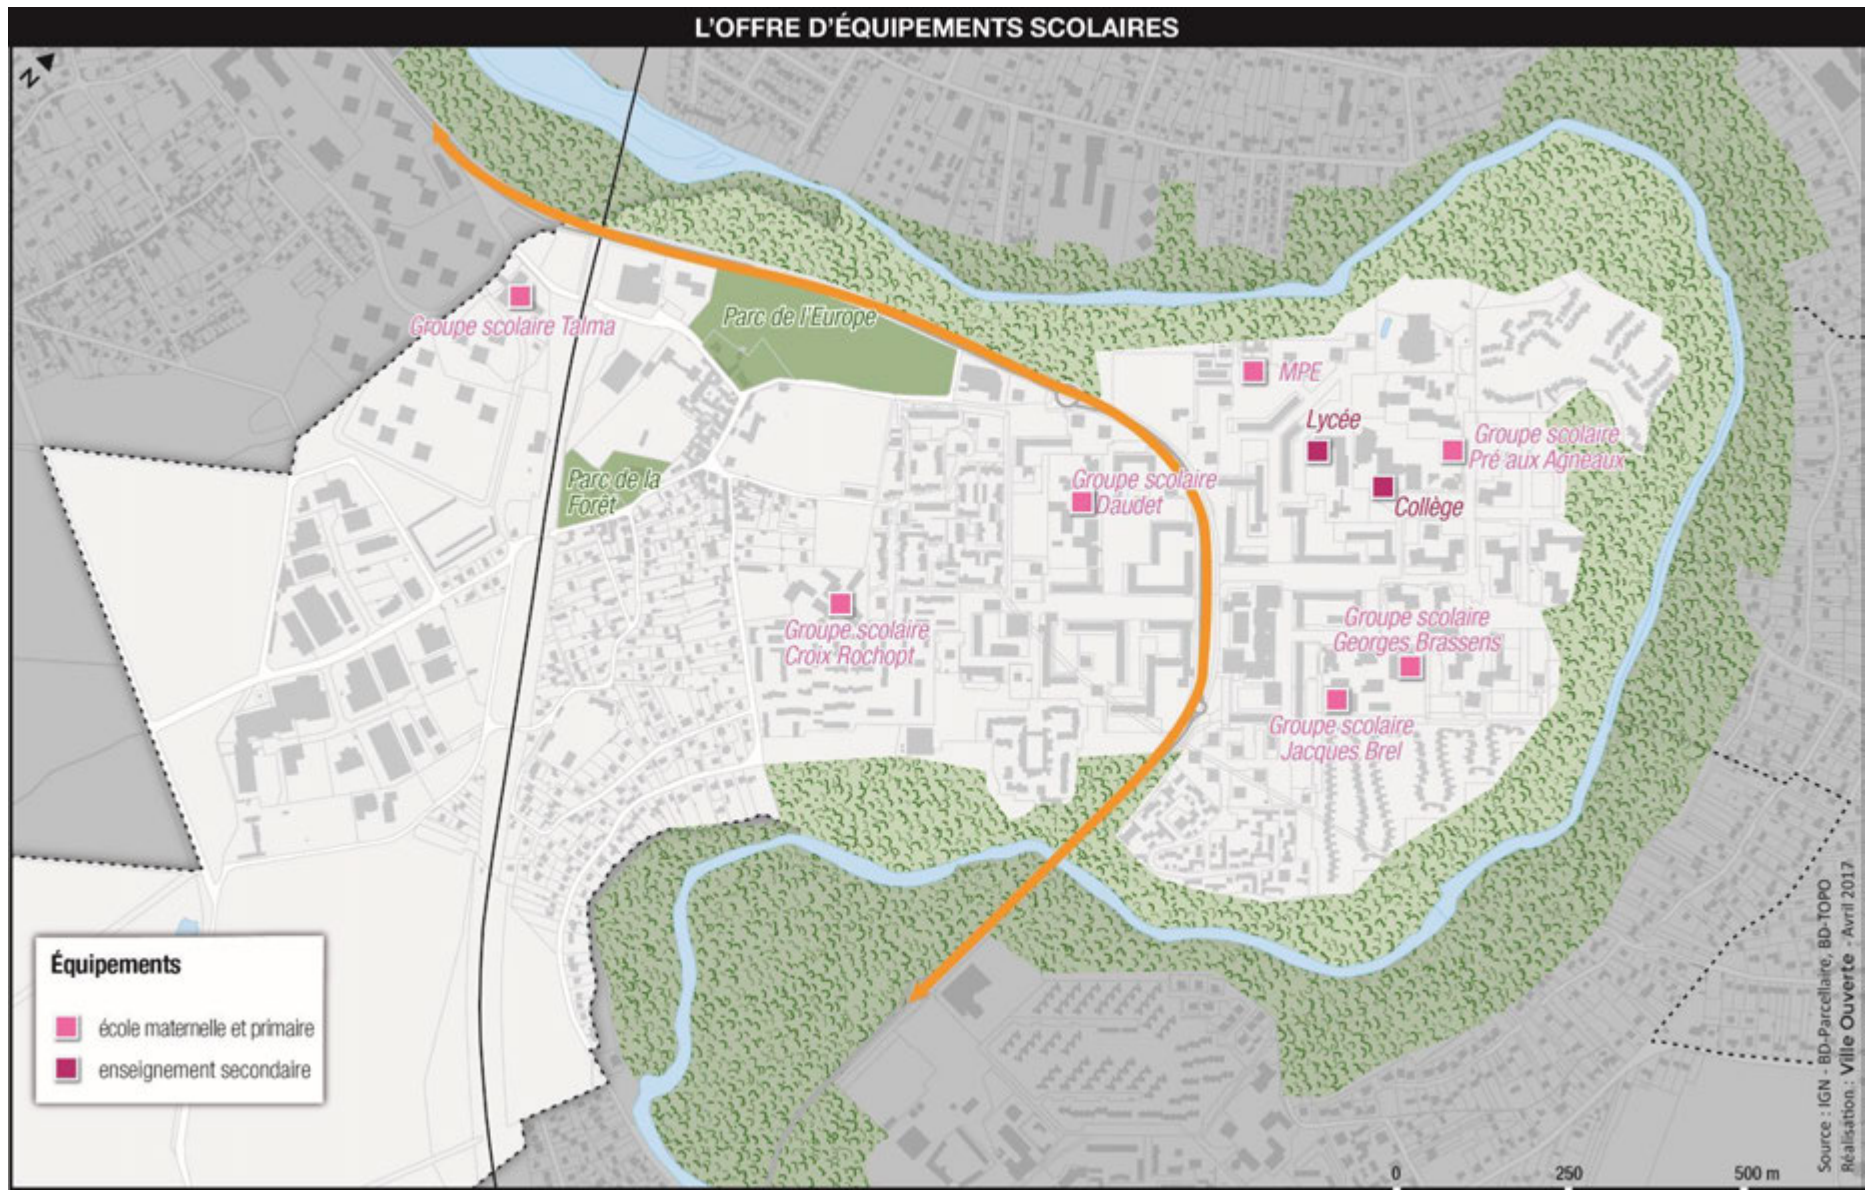 L'OFFRE D'ÉQUIPEMENTS SCOLAIRES
N
Groupe scolaire Talma
Parc de l'Europe
MPE
Lycée
Groupe scolaire
Pré aux Agneaux
Parc de la
Forêt
Groupe scolaire
Daudet
Collège
Groupe scolaire
Croix Rochopt
Groupe scolaire
Georges Brassens
Groupe scolaire
Jacques Brel
Équipements
école maternelle et primaire
enseignement secondaire
0 250 500 m
Source : IGN - BD-Parcellaire, BD-TOPO
Réalisation : Ville Ouverte - Avril 2017